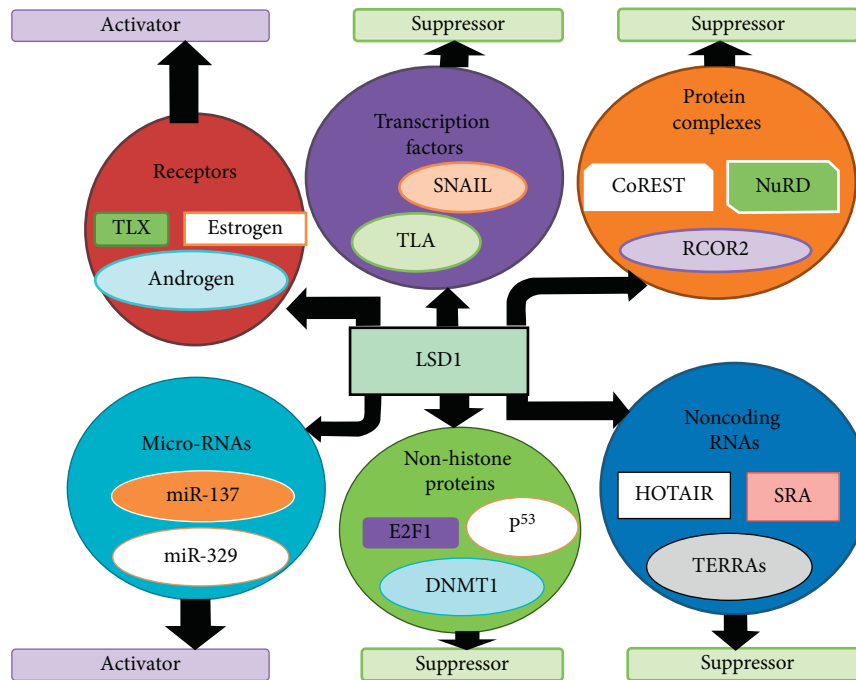 Activator
Suppressor
Suppressor
Receptors
TLX
Estrogen
Androgen
Transcription
factors
SNAIL
TLA
Protein
complexes
CoREST
NuRD
RCOR2
LSD1
Micro-RNAs
miR-137
miR-329
Non-histone
proteins
E2F1
P⁵³
DNMT1
Noncoding
RNAs
HOTAIR
SRA
TERRAs
Activator
Suppressor
Suppressor